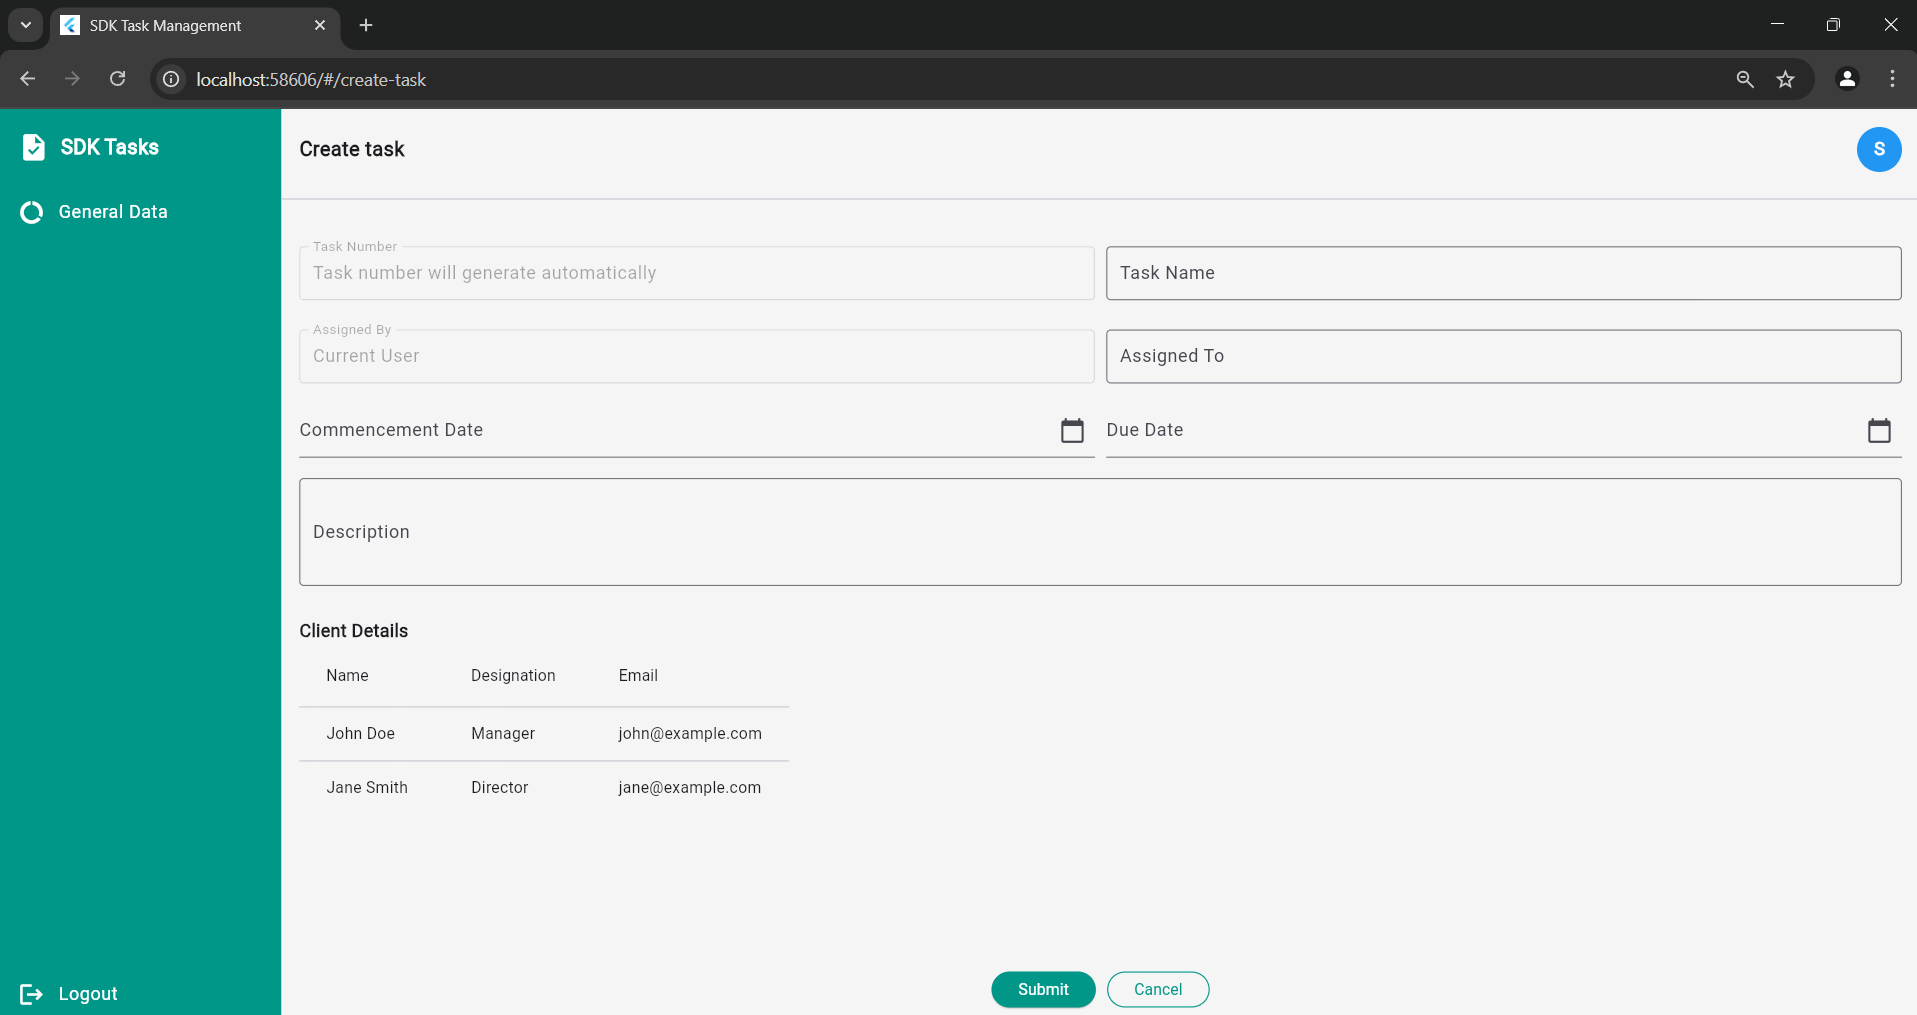 SDK Task Management
localhost:58606/#/create-task
SDK Tasks
General Data
Logout
Create task
S
Task Number
Task number will generate automatically
Task Name
Assigned By
Current User
Assigned To
Commencement Date
Due Date
Description
Client Details
Name Designation Email
John Doe Manager john@example.com
Jane Smith Director jane@example.com
Submit Cancel